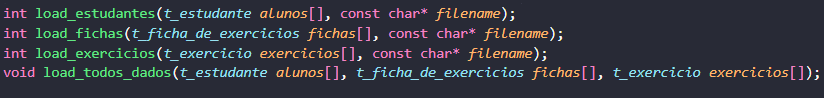 int load_estudantes(t_estudante alunos[], const char* filename);
int load_fichas(t_ficha_de_exercicios fichas[], const char* filename);
int load_exercicios(t_exercicio exercicios[], const char* filename);
void load_todos_dados(t_estudante alunos[], t_ficha_de_exercicios fichas[], t_exercicio exercicios[]);